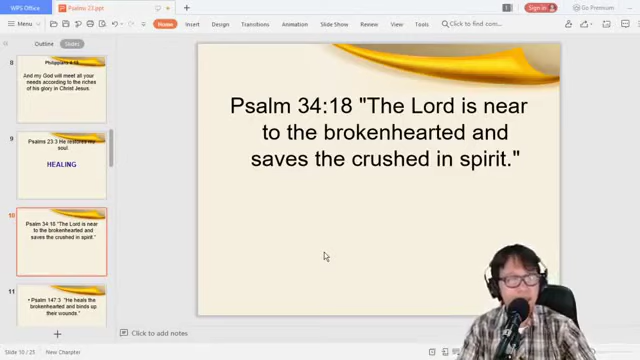 WPS Office
Psalms 23.ppt
Sign in
Go Premium
Menu
Home
Insert
Design
Transitions
Animation
Slide Show
Review
View
Tools
Click to find com...
Outline
Slides
8
Philippians 4:19
And my God will meet all your
needs according to the riches
of his glory in Christ Jesus.
9
Psalms 23:3 He restores my
soul:
HEALING
10
Psalm 34:18 "The Lord is near
to the brokenhearted and
saves the crushed in spirit."
11
• Psalm 147:3 "He heals the
brokenhearted and binds up
their wounds."
Psalm 34:18 "The Lord is near
to the brokenhearted and
saves the crushed in spirit."
Click to add notes
Slide 10 / 25
New Chapter